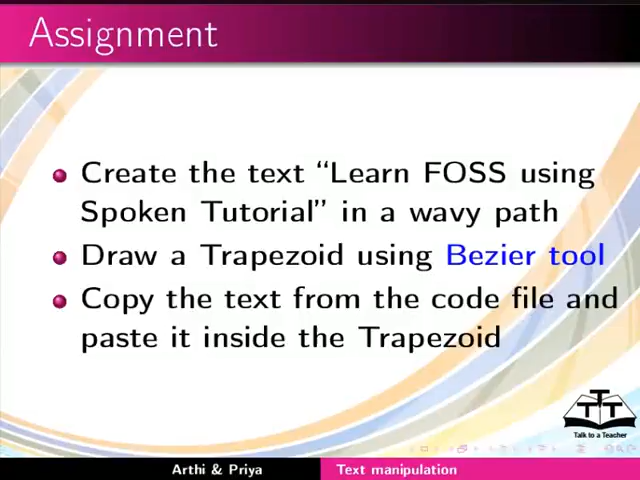 Assignment
Create the text “Learn FOSS using
Spoken Tutorial” in a wavy path
Draw a Trapezoid using Bezier tool
Copy the text from the code file and
paste it inside the Trapezoid
TTT
Talk to a Teacher
Arthi & Priya
Text manipulation